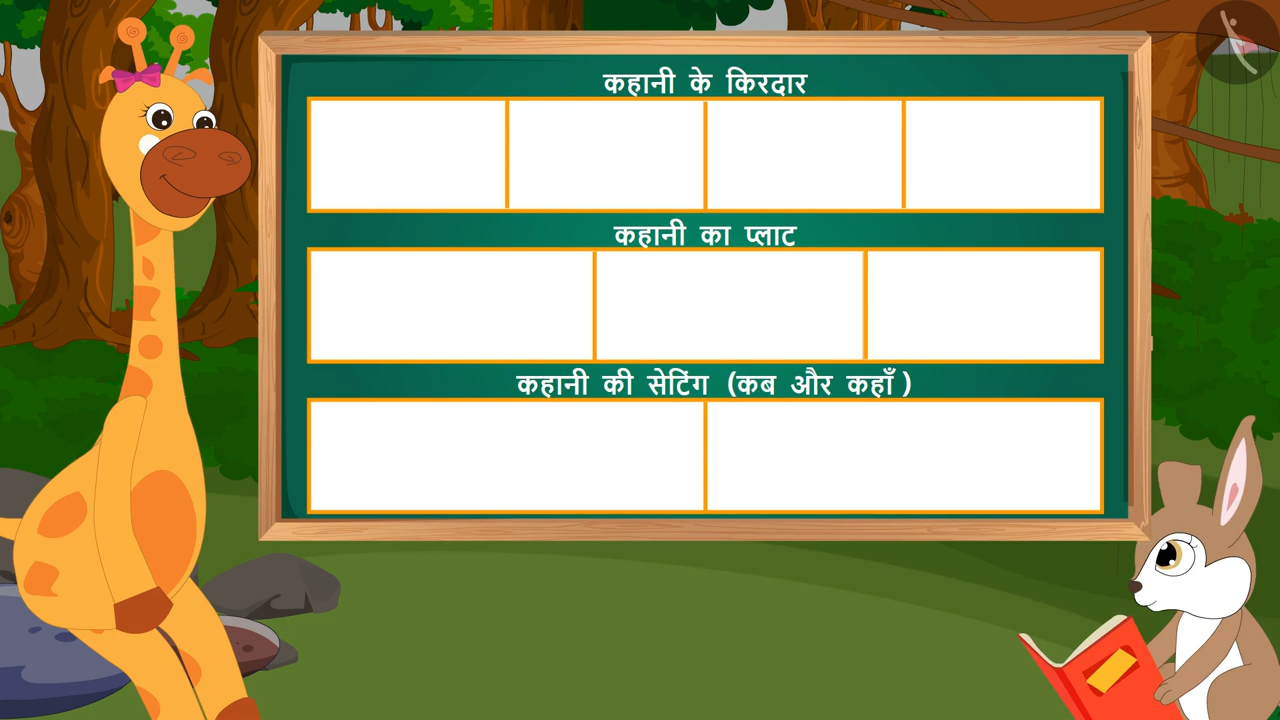 कहानी के किरदार
कहानी का प्लाट
कहानी की सेटिंग (कब और कहाँ)